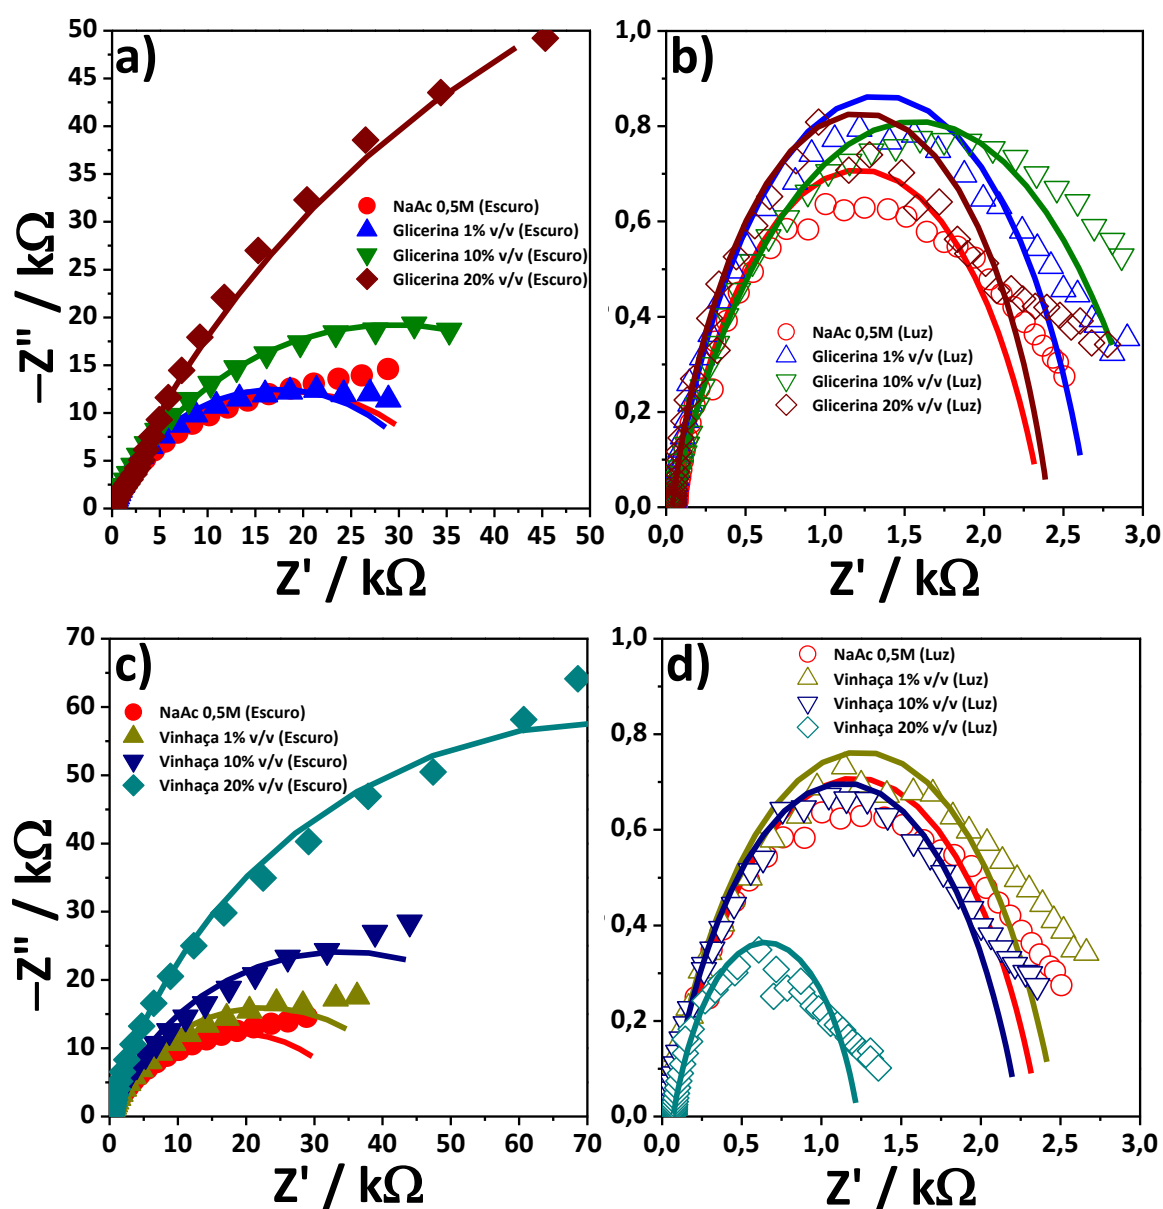 a)
50
45
40
35
30
25
20
15
10
5
0
–Z'' / kΩ
NaAc 0,5M (Escuro)
Glicerina 1% v/v (Escuro)
Glicerina 10% v/v (Escuro)
Glicerina 20% v/v (Escuro)
0 5 10 15 20 25 30 35 40 45 50
Z' / kΩ
b)
1,0
0,8
0,6
0,4
0,2
0,0
NaAc 0,5M (Luz)
Glicerina 1% v/v (Luz)
Glicerina 10% v/v (Luz)
Glicerina 20% v/v (Luz)
0,0 0,5 1,0 1,5 2,0 2,5 3,0
Z' / kΩ
c)
70
60
50
40
30
20
10
0
–Z'' / kΩ
NaAc 0,5M (Escuro)
Vinhaça 1% v/v (Escuro)
Vinhaça 10% v/v (Escuro)
Vinhaça 20% v/v (Escuro)
0 10 20 30 40 50 60 70
Z' / kΩ
d)
1,0
0,8
0,6
0,4
0,2
0,0
NaAc 0,5M (Luz)
Vinhaça 1% v/v (Luz)
Vinhaça 10% v/v (Luz)
Vinhaça 20% v/v (Luz)
0,0 0,5 1,0 1,5 2,0 2,5 3,0
Z' / kΩ